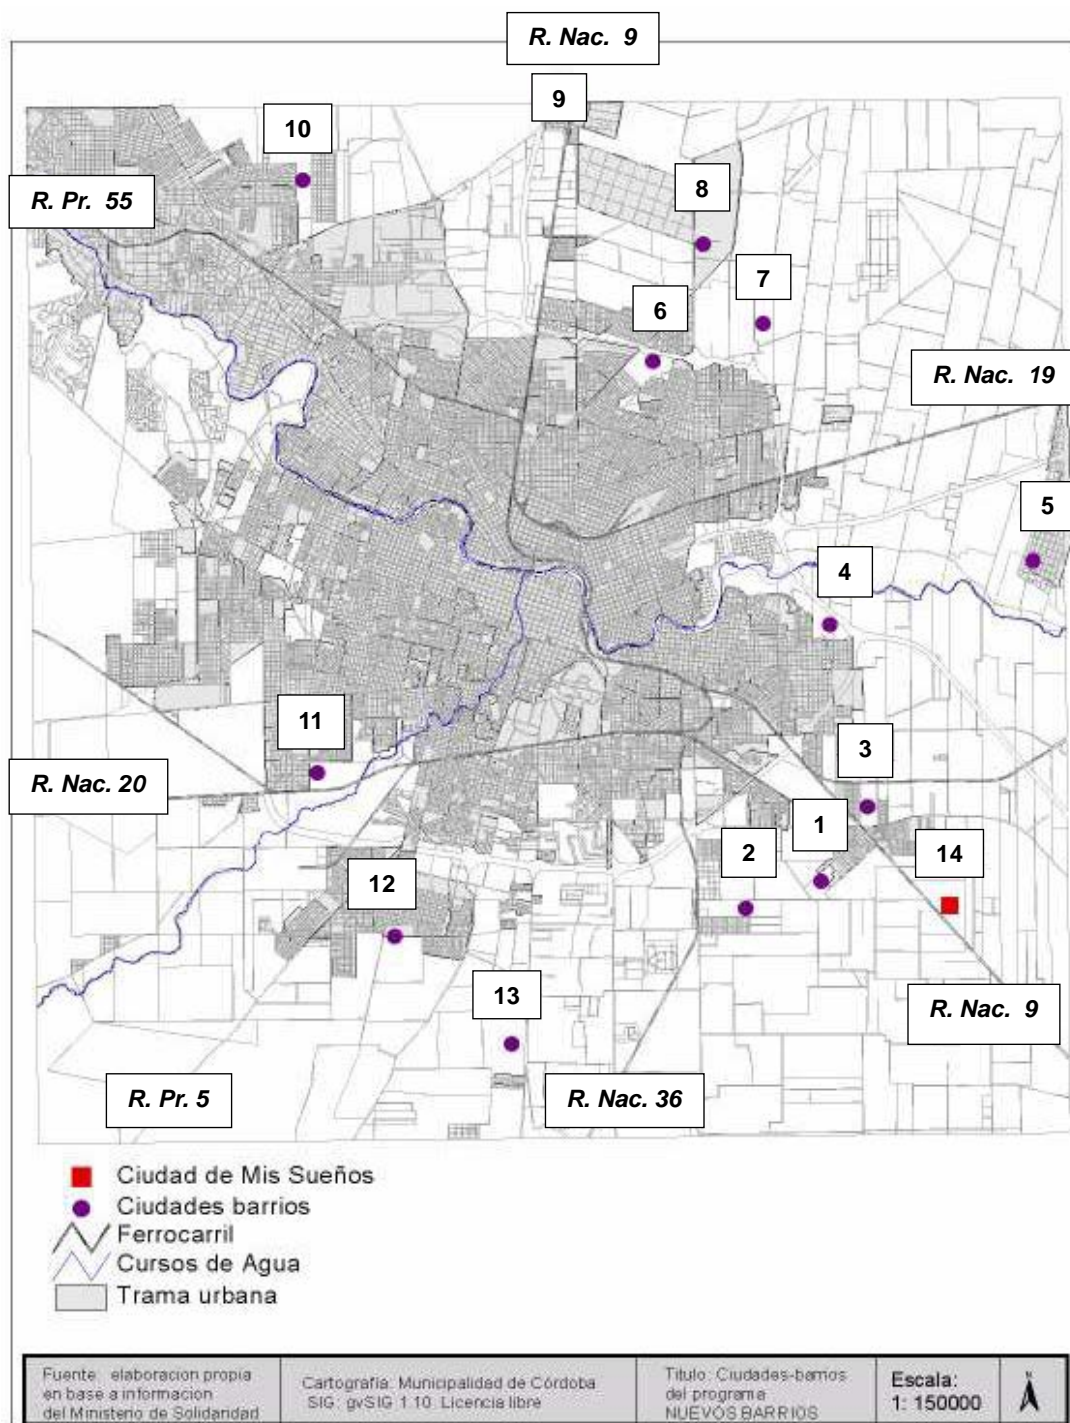 R. Nac. 9
9
10
8
R. Pr. 55
7
6
R. Nac. 19
5
4
11
3
R. Nac. 20
1
2
14
12
13
R. Nac. 9
R. Pr. 5
R. Nac. 36
Ciudad de Mis Sueños
Ciudades barrios
Ferrocarril
Cursos de Agua
Trama urbana
Fuente: elaboracion propia
en base a informacion
del Ministerio de Solidaridad
Cartografía: Municipalidad de Córdoba
SIG: gvSIG 1.10. Licencia libre
Titulo: Ciudades-barrios
del programa
NUEVOS BARRIOS
Escala:
1: 150000